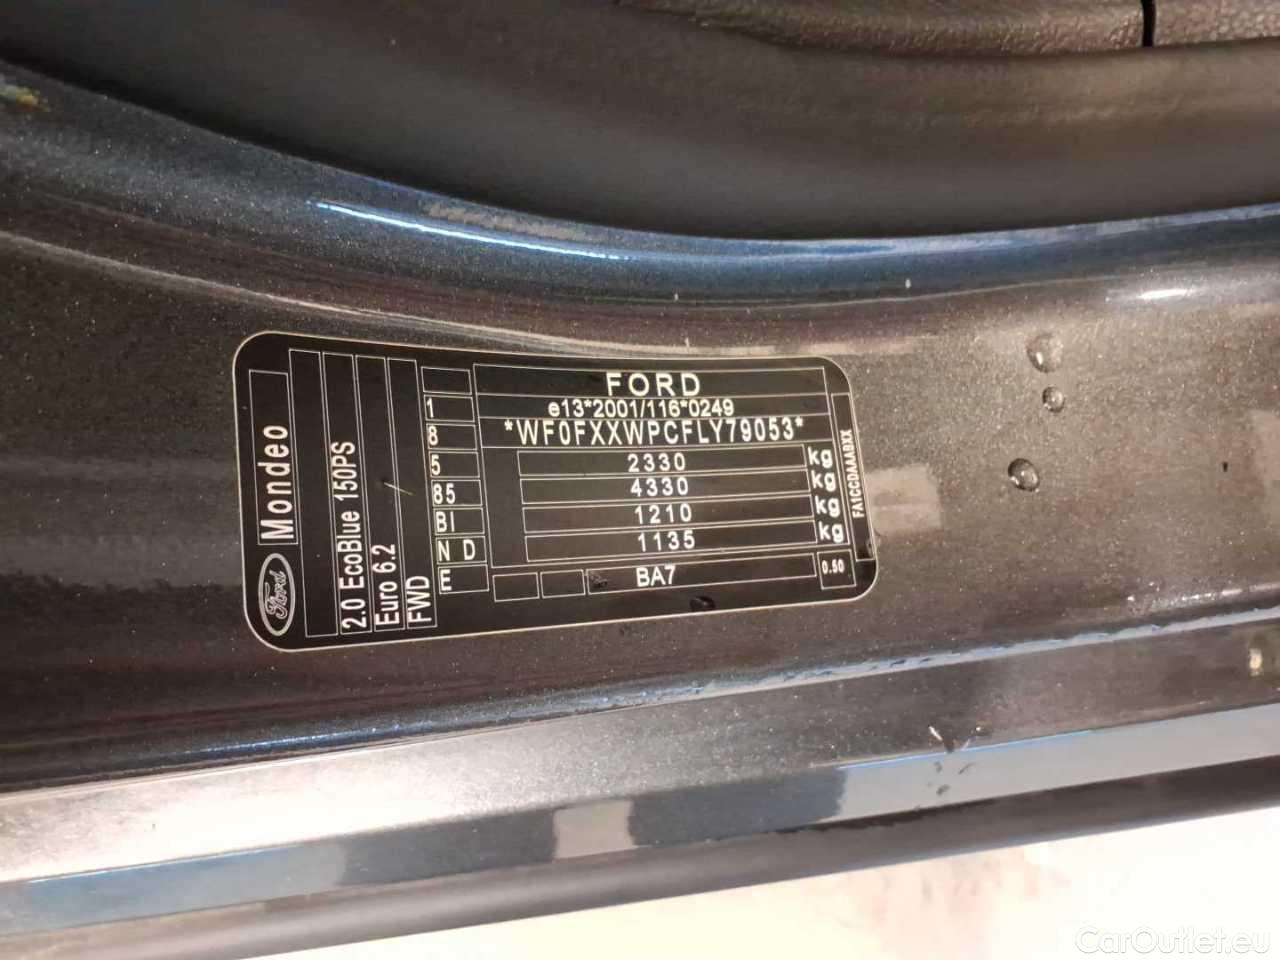 FORD
e13*2001/116*0249
*WF0FXXWPCFLY79053*
2330 kg
4330 kg
1210 kg
1135 kg
BA7
0.50
1
8
5
85
BI
N D
E
Ford Mondeo
2.0 EcoBlue 150PS
Euro 6.2
FWD
FA1CCDAAABXX
CarOutlet.eu